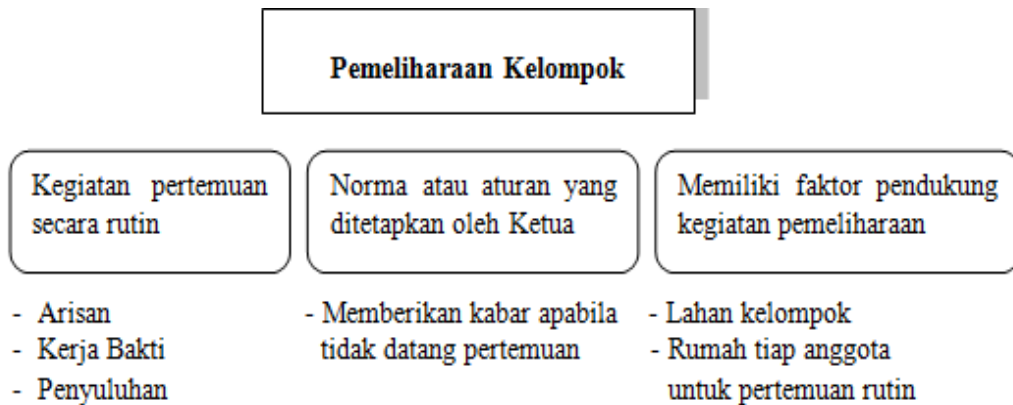 Pemeliharaan Kelompok
Kegiatan pertemuan
secara rutin
Norma atau aturan yang
ditetapkan oleh Ketua
Memiliki faktor pendukung
kegiatan pemeliharaan
- Arisan
- Kerja Bakti
- Penyuluhan
- Memberikan kabar apabila
tidak datang pertemuan
- Lahan kelompok
- Rumah tiap anggota
untuk pertemuan rutin